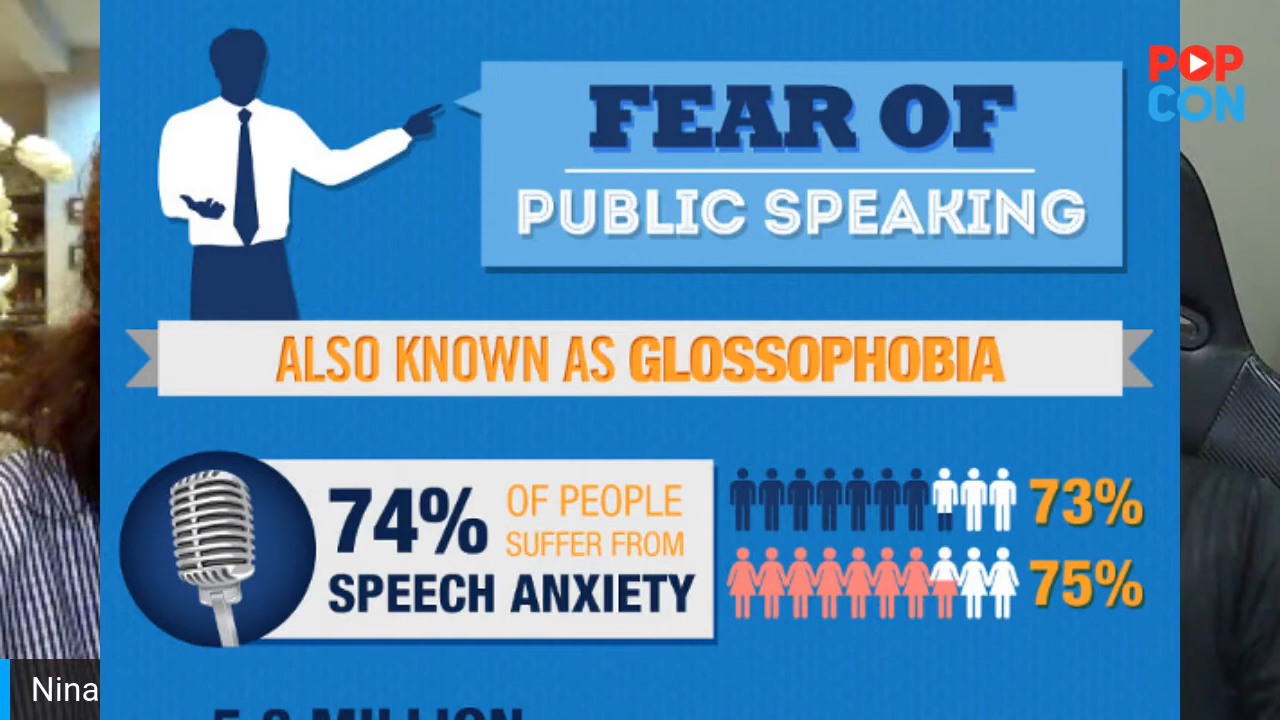 POP
CON
FEAR OF
PUBLIC SPEAKING
ALSO KNOWN AS GLOSSOPHOBIA
74% OF PEOPLE
SUFFER FROM
SPEECH ANXIETY
73%
75%
Nina
MILLION